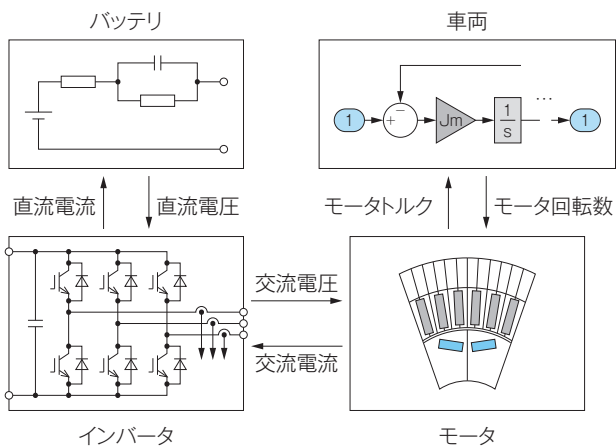 バッテリ
車両
1
+
−
Jm
1
s
…
1
直流電流
直流電圧
モータトルク
モータ回転数
交流電圧
交流電流
インバータ
モータ